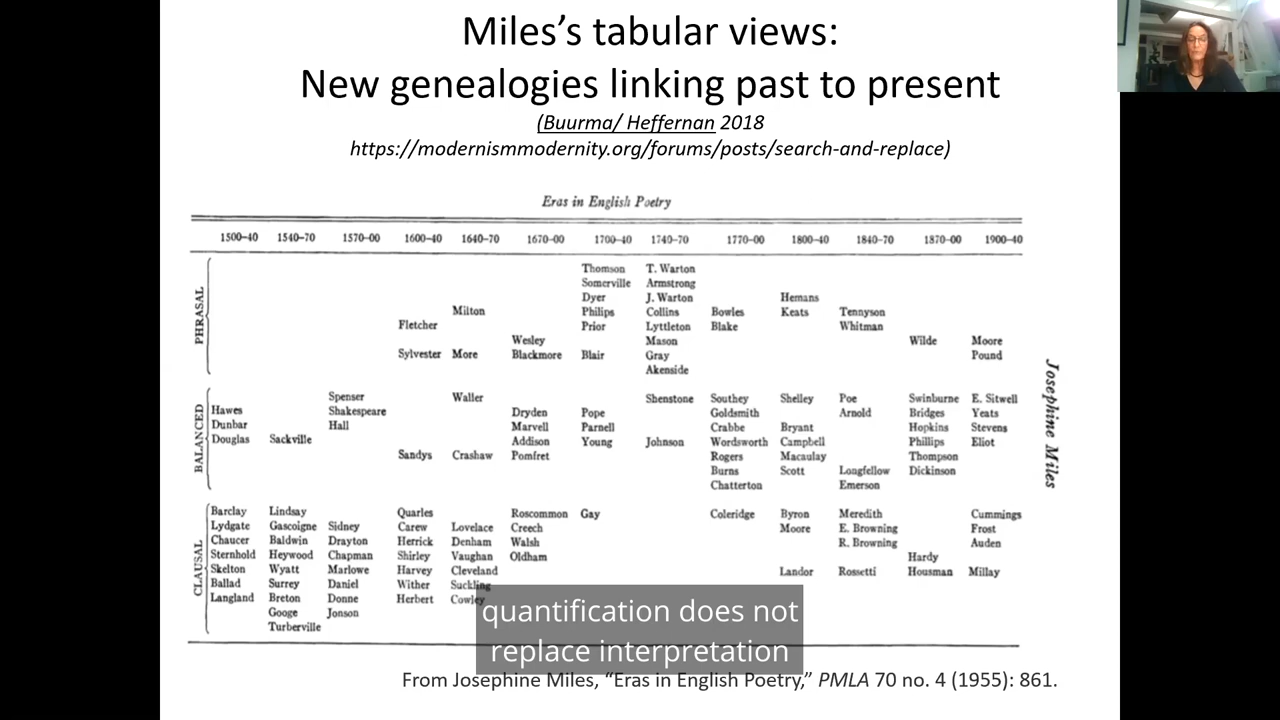 Miles’s tabular views:
New genealogies linking past to present
(Buurma/ Heffernan 2018
https://modernismmodernity.org/forums/posts/search-and-replace)
Eras in English Poetry
1500–40 1540–70 1570–00 1600–40 1640–70 1670–00 1700–40 1740–70 1770–00 1800–40 1840–70 1870–00 1900–40
PHRASAL
Thomson T. Warton
Somerville Armstrong
Dyer J. Warton Hemans
Milton Philips Collins Bowles Keats Tennyson
Fletcher Prior Lyttleton Blake Whitman
Wesley Mason Wilde Moore
Sylvester More Blackmore Blair Gray Pound
Akenside
BALANCED
Spenser Waller Shenstone Southey Shelley Poe Swinburne E. Sitwell
Hawes Shakespeare Dryden Pope Goldsmith Arnold Bridges Yeats
Dunbar Hall Marvell Parnell Crabbe Bryant Hopkins Stevens
Douglas Sackville Addison Young Johnson Wordsworth Campbell Phillips Eliot
Sandys Crashaw Pomfret Rogers Macaulay Thompson
Burns Scott Longfellow Dickinson
Chatterton Emerson
CLAUSAL
Barclay Lindsay Quarles Roscommon Gay Coleridge Byron Meredith Cummings
Lydgate Gascoigne Sidney Carew Lovelace Creech Moore E. Browning Frost
Chaucer Baldwin Drayton Herrick Denham Walsh R. Browning Auden
Sternhold Heywood Chapman Shirley Vaughan Oldham Hardy
Skelton Wyatt Marlowe Harvey Cleveland Landor Rossetti Housman Millay
Ballad Surrey Daniel Wither Suckling
Langland Breton Donne Herbert Cowley
Googe Jonson
Turberville
Josephine Miles
quantification does not
replace interpretation
From Josephine Miles, “Eras in English Poetry,” PMLA 70 no. 4 (1955): 861.